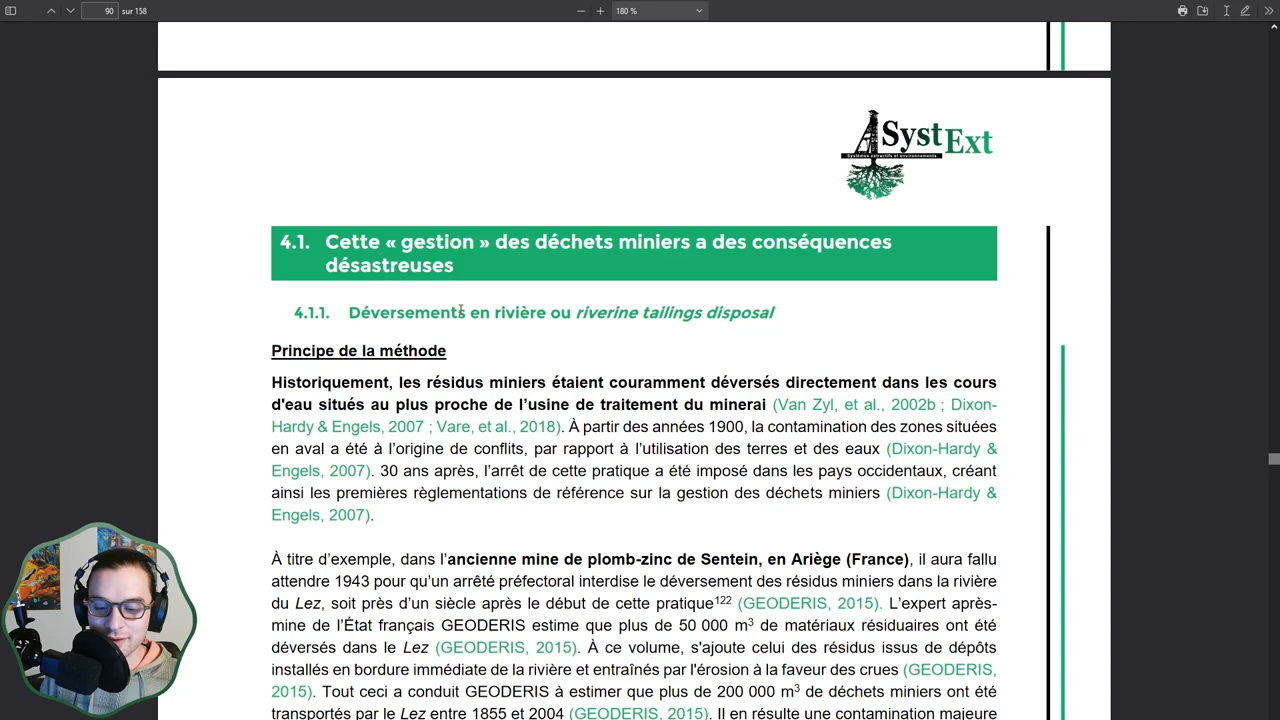 90 sur 158
180 %
Syst Ext
Systèmes extractifs et environnements
4.1. Cette « gestion » des déchets miniers a des conséquences
désastreuses
4.1.1. Déversements en rivière ou riverine tailings disposal
Principe de la méthode
Historiquement, les résidus miniers étaient couramment déversés directement dans les cours
d'eau situés au plus proche de l’usine de traitement du minerai (Van Zyl, et al., 2002b ; Dixon-
Hardy & Engels, 2007 ; Vare, et al., 2018). À partir des années 1900, la contamination des zones situées
en aval a été à l’origine de conflits, par rapport à l’utilisation des terres et des eaux (Dixon-Hardy &
Engels, 2007). 30 ans après, l’arrêt de cette pratique a été imposé dans les pays occidentaux, créant
ainsi les premières règlementations de référence sur la gestion des déchets miniers (Dixon-Hardy &
Engels, 2007).
À titre d’exemple, dans l’ancienne mine de plomb-zinc de Sentein, en Ariège (France), il aura fallu
attendre 1943 pour qu’un arrêté préfectoral interdise le déversement des résidus miniers dans la rivière
du Lez, soit près d’un siècle après le début de cette pratique122 (GEODERIS, 2015). L’expert après-
mine de l’État français GEODERIS estime que plus de 50 000 m3 de matériaux résiduaires ont été
déversés dans le Lez (GEODERIS, 2015). À ce volume, s'ajoute celui des résidus issus de dépôts
installés en bordure immédiate de la rivière et entraînés par l'érosion à la faveur des crues (GEODERIS,
2015). Tout ceci a conduit GEODERIS à estimer que plus de 200 000 m3 de déchets miniers ont été
transportés par le Lez entre 1855 et 2004 (GEODERIS, 2015). Il en résulte une contamination majeure